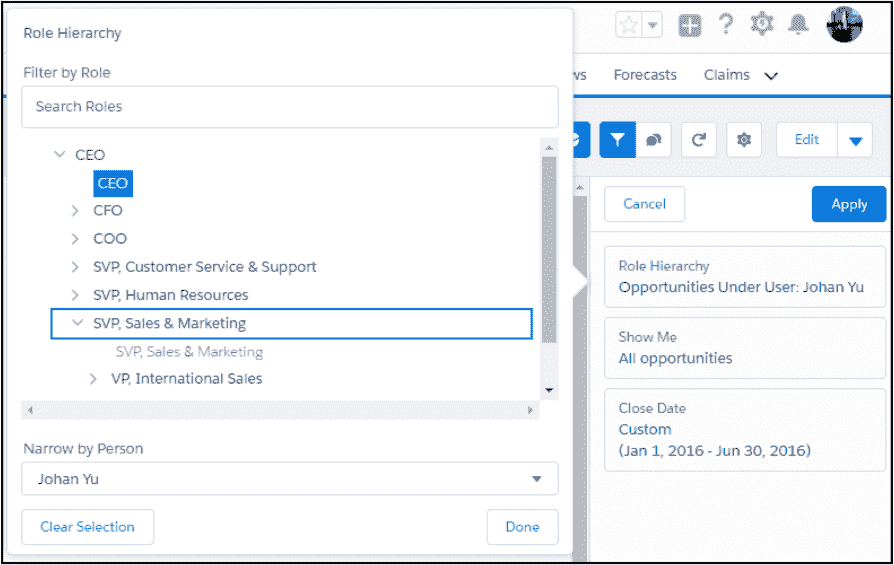 Role Hierarchy
Filter by Role
Search Roles
CEO
CEO
CFO
COO
SVP, Customer Service & Support
SVP, Human Resources
SVP, Sales & Marketing
SVP, Sales & Marketing
VP, International Sales
Narrow by Person
Johan Yu
Clear Selection
Done
ws Forecasts Claims
Edit
Cancel
Apply
Role Hierarchy
Opportunities Under User: Johan Yu
Show Me
All opportunities
Close Date
Custom
(Jan 1, 2016 - Jun 30, 2016)